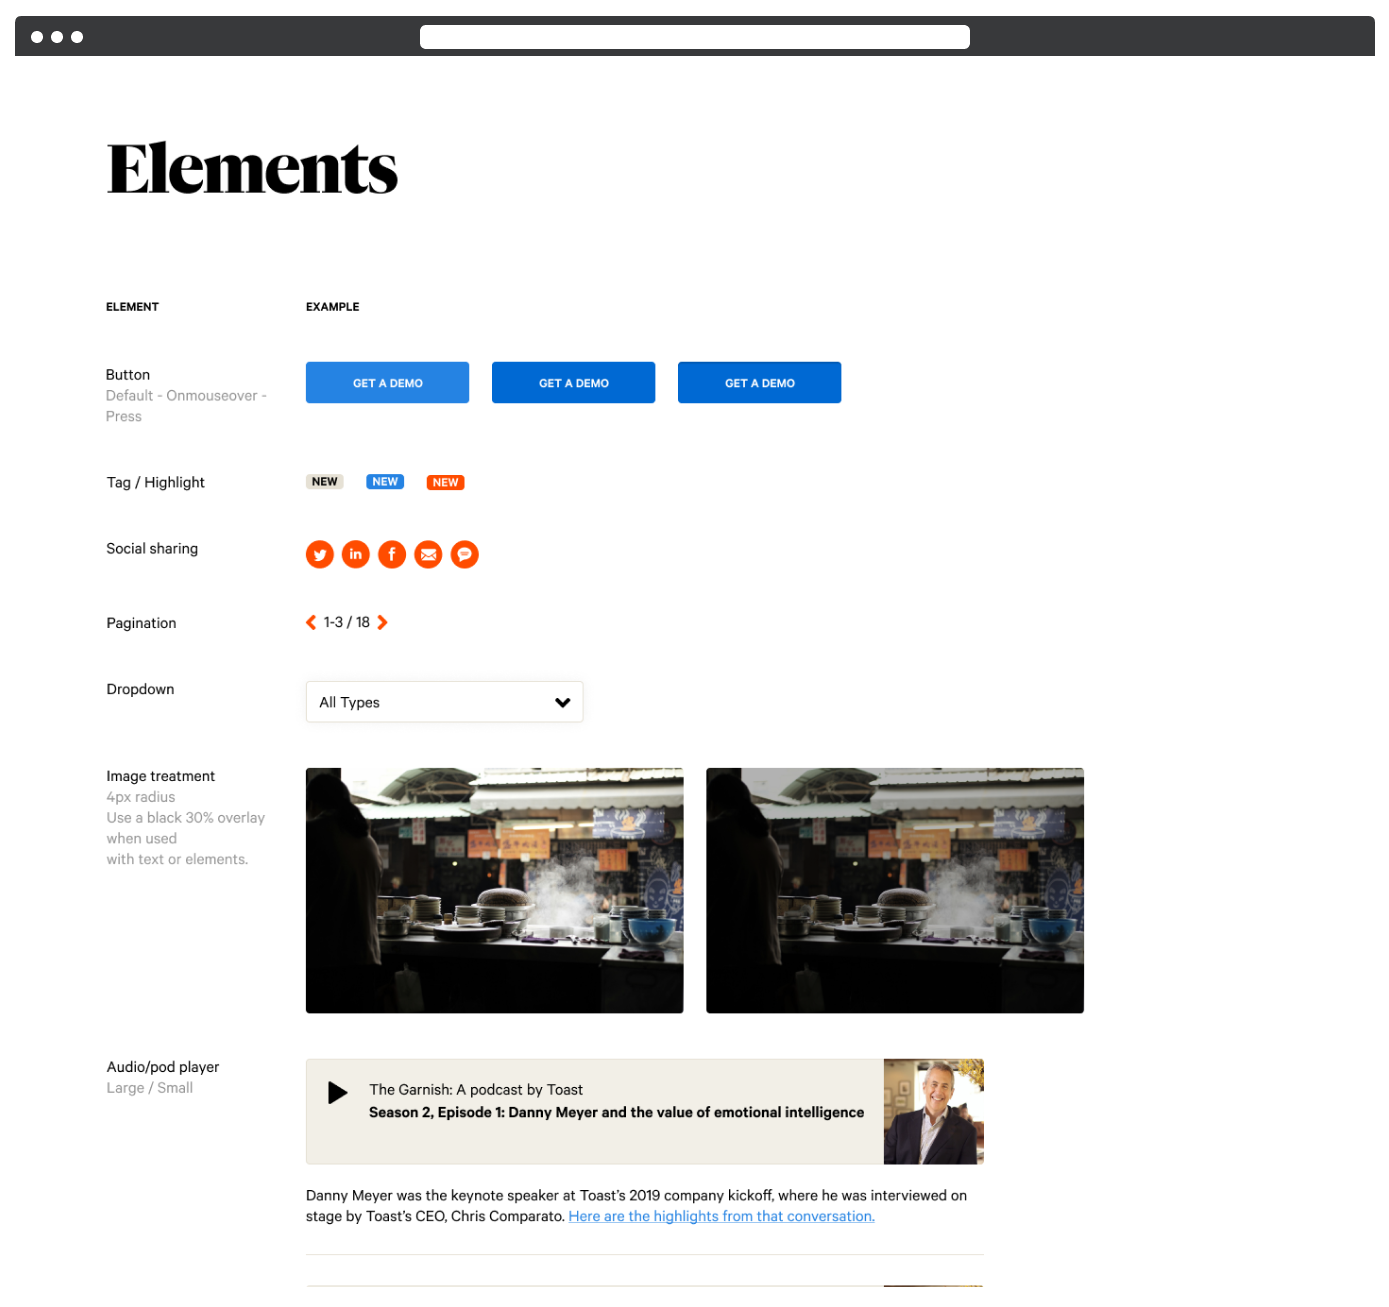 Elements
ELEMENT
EXAMPLE
Button
Default - Onmouseover -
Press
GET A DEMO
GET A DEMO
GET A DEMO
Tag / Highlight
NEW
NEW
NEW
Social sharing
in
f
Pagination
1-3 / 18
Dropdown
All Types
Image treatment
4px radius
Use a black 30% overlay
when used
with text or elements.
Audio/pod player
Large / Small
The Garnish: A podcast by Toast
Season 2, Episode 1: Danny Meyer and the value of emotional intelligence
Danny Meyer was the keynote speaker at Toast's 2019 company kickoff, where he was interviewed on
stage by Toast's CEO, Chris Comparato. Here are the highlights from that conversation.